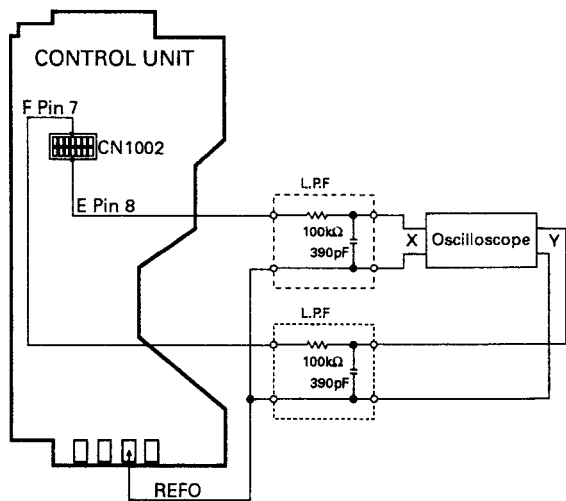 CONTROL UNIT
F Pin 7
CN1002
E Pin 8
L.P.F
100kΩ
390pF
X
Oscilloscope
Y
L.P.F
100kΩ
390pF
REFO